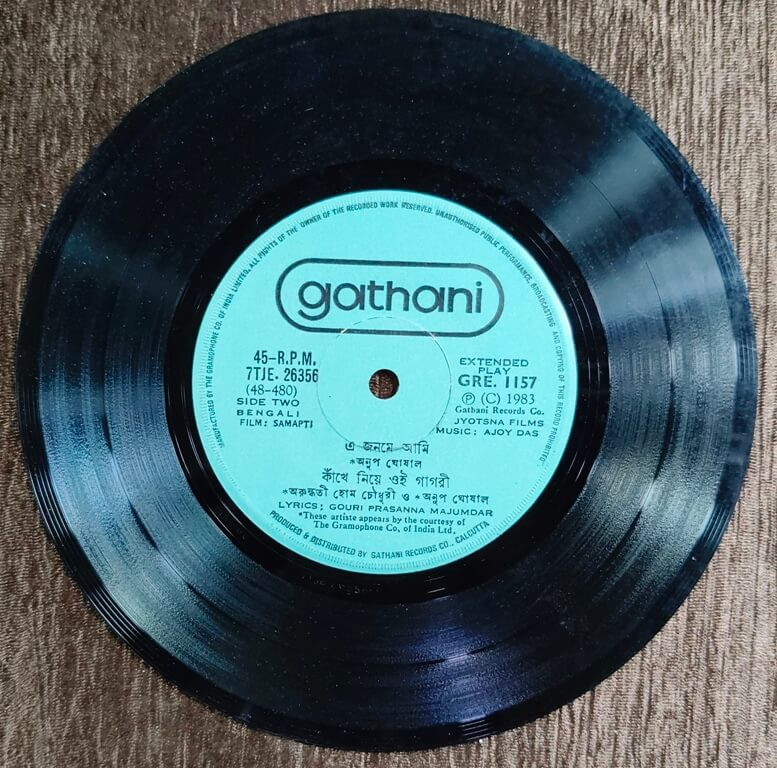 MANUFACTURED BY THE GRAMOPHONE CO. OF INDIA LIMITED. ALL RIGHTS OF THE OWNER OF THE RECORDED WORK RESERVED. UNAUTHORISED PUBLIC PERFORMANCE, BROADCASTING AND COPYING OF THIS RECORD PROHIBITED
gathani
45-R.P.M.
7TJE. 26356
(48-480)
SIDE TWO
BENGALI
FILM: SAMAPTI
EXTENDED
PLAY
GRE. 1157
Ⓟ (C) 1983
Gathani Records Co.
JYOTSNA FILMS
MUSIC; AJOY DAS
এ জনমে আমি
*অনুপ ঘোষাল
কাঁখে নিয়ে ওই গাগরী
*অরুন্ধতী হোম চৌধুরী ও *অনুপ ঘোষাল
LYRICS; GOURI PRASANNA MAJUMDAR
*These artiste appears by the courtesy of
The Gramophone Co. of India Ltd.
PRODUCED & DISTRIBUTED BY GATHANI RECORDS CO., CALCUTTA